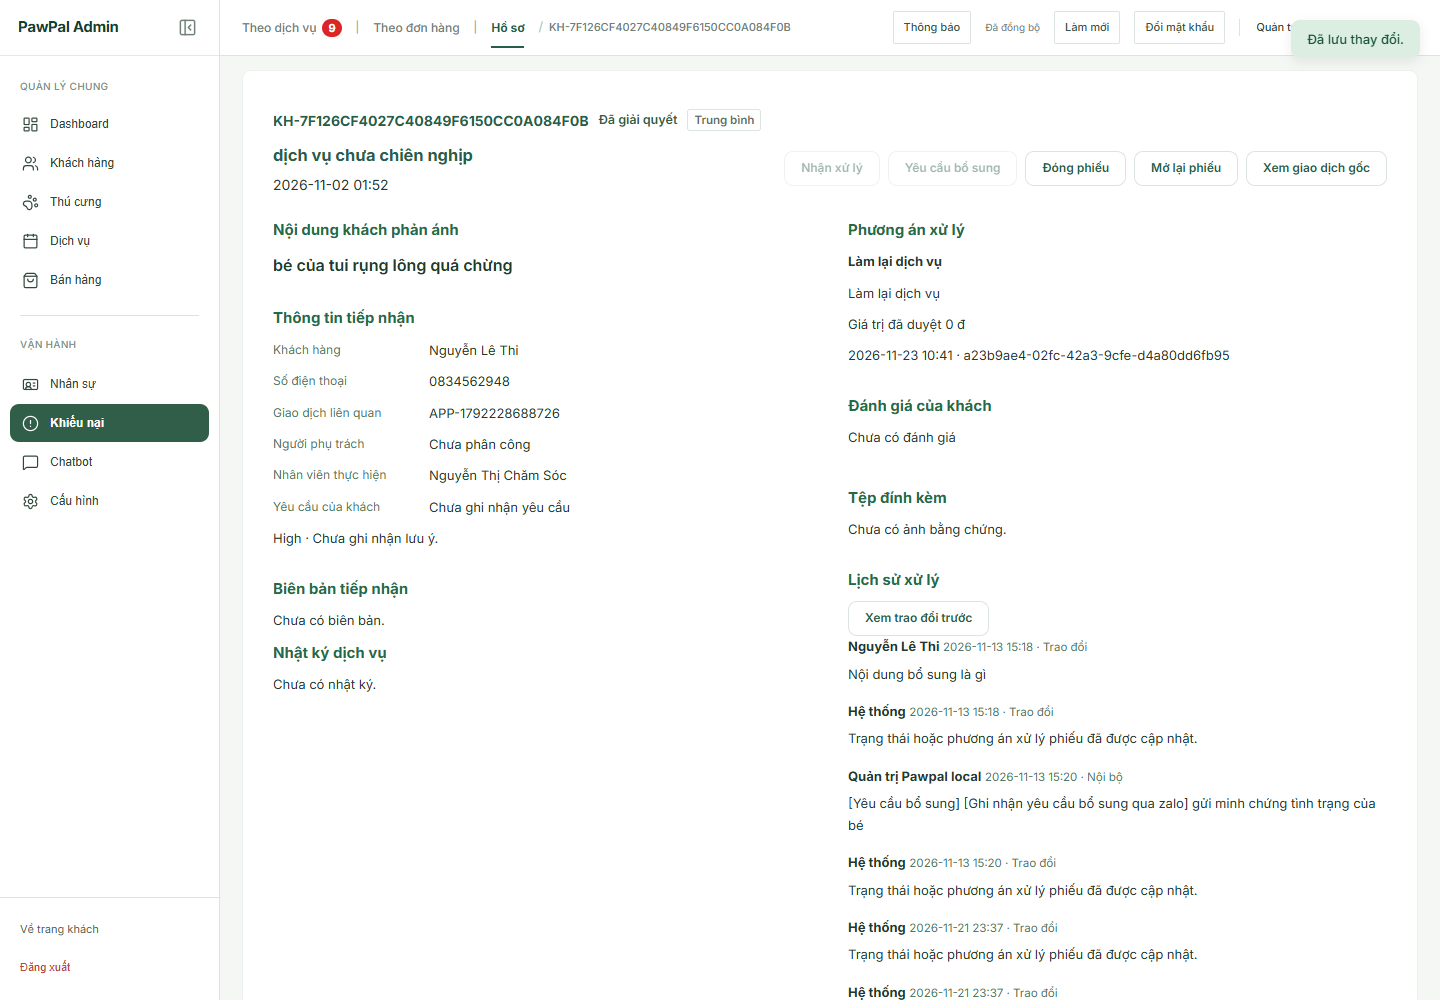 PawPal Admin
Theo dịch vụ 9 | Theo đơn hàng | Hồ sơ / KH-7F126CF4027C40849F6150CC0A084F0B
Thông báo Đã đồng bộ Làm mới Đổi mật khẩu Quản t
Đã lưu thay đổi.
QUẢN LÝ CHUNG
Dashboard
Khách hàng
Thú cưng
Dịch vụ
Bán hàng
VẬN HÀNH
Nhân sự
Khiếu nại
Chatbot
Cấu hình
Về trang khách
Đăng xuất
KH-7F126CF4027C40849F6150CC0A084F0B Đã giải quyết Trung bình
dịch vụ chưa chiên nghịp
2026-11-02 01:52
Nhận xử lý Yêu cầu bổ sung Đóng phiếu Mở lại phiếu Xem giao dịch gốc
Nội dung khách phản ánh
bé của tui rụng lông quá chừng
Thông tin tiếp nhận
Khách hàng Nguyễn Lê Thi
Số điện thoại 0834562948
Giao dịch liên quan APP-1792228688726
Người phụ trách Chưa phân công
Nhân viên thực hiện Nguyễn Thị Chăm Sóc
Yêu cầu của khách Chưa ghi nhận yêu cầu
High · Chưa ghi nhận lưu ý.
Biên bản tiếp nhận
Chưa có biên bản.
Nhật ký dịch vụ
Chưa có nhật ký.
Phương án xử lý
Làm lại dịch vụ
Làm lại dịch vụ
Giá trị đã duyệt 0 đ
2026-11-23 10:41 · a23b9ae4-02fc-42a3-9cfe-d4a80dd6fb95
Đánh giá của khách
Chưa có đánh giá
Tệp đính kèm
Chưa có ảnh bằng chứng.
Lịch sử xử lý
Xem trao đổi trước
Nguyễn Lê Thi 2026-11-13 15:18 · Trao đổi
Nội dung bổ sung là gì
Hệ thống 2026-11-13 15:18 · Trao đổi
Trạng thái hoặc phương án xử lý phiếu đã được cập nhật.
Quản trị Pawpal local 2026-11-13 15:20 · Nội bộ
[Yêu cầu bổ sung] [Ghi nhận yêu cầu bổ sung qua zalo] gửi minh chứng tình trạng của
bé
Hệ thống 2026-11-13 15:20 · Trao đổi
Trạng thái hoặc phương án xử lý phiếu đã được cập nhật.
Hệ thống 2026-11-21 23:37 · Trao đổi
Trạng thái hoặc phương án xử lý phiếu đã được cập nhật.
Hệ thống 2026-11-21 23:37 · Trao đổi